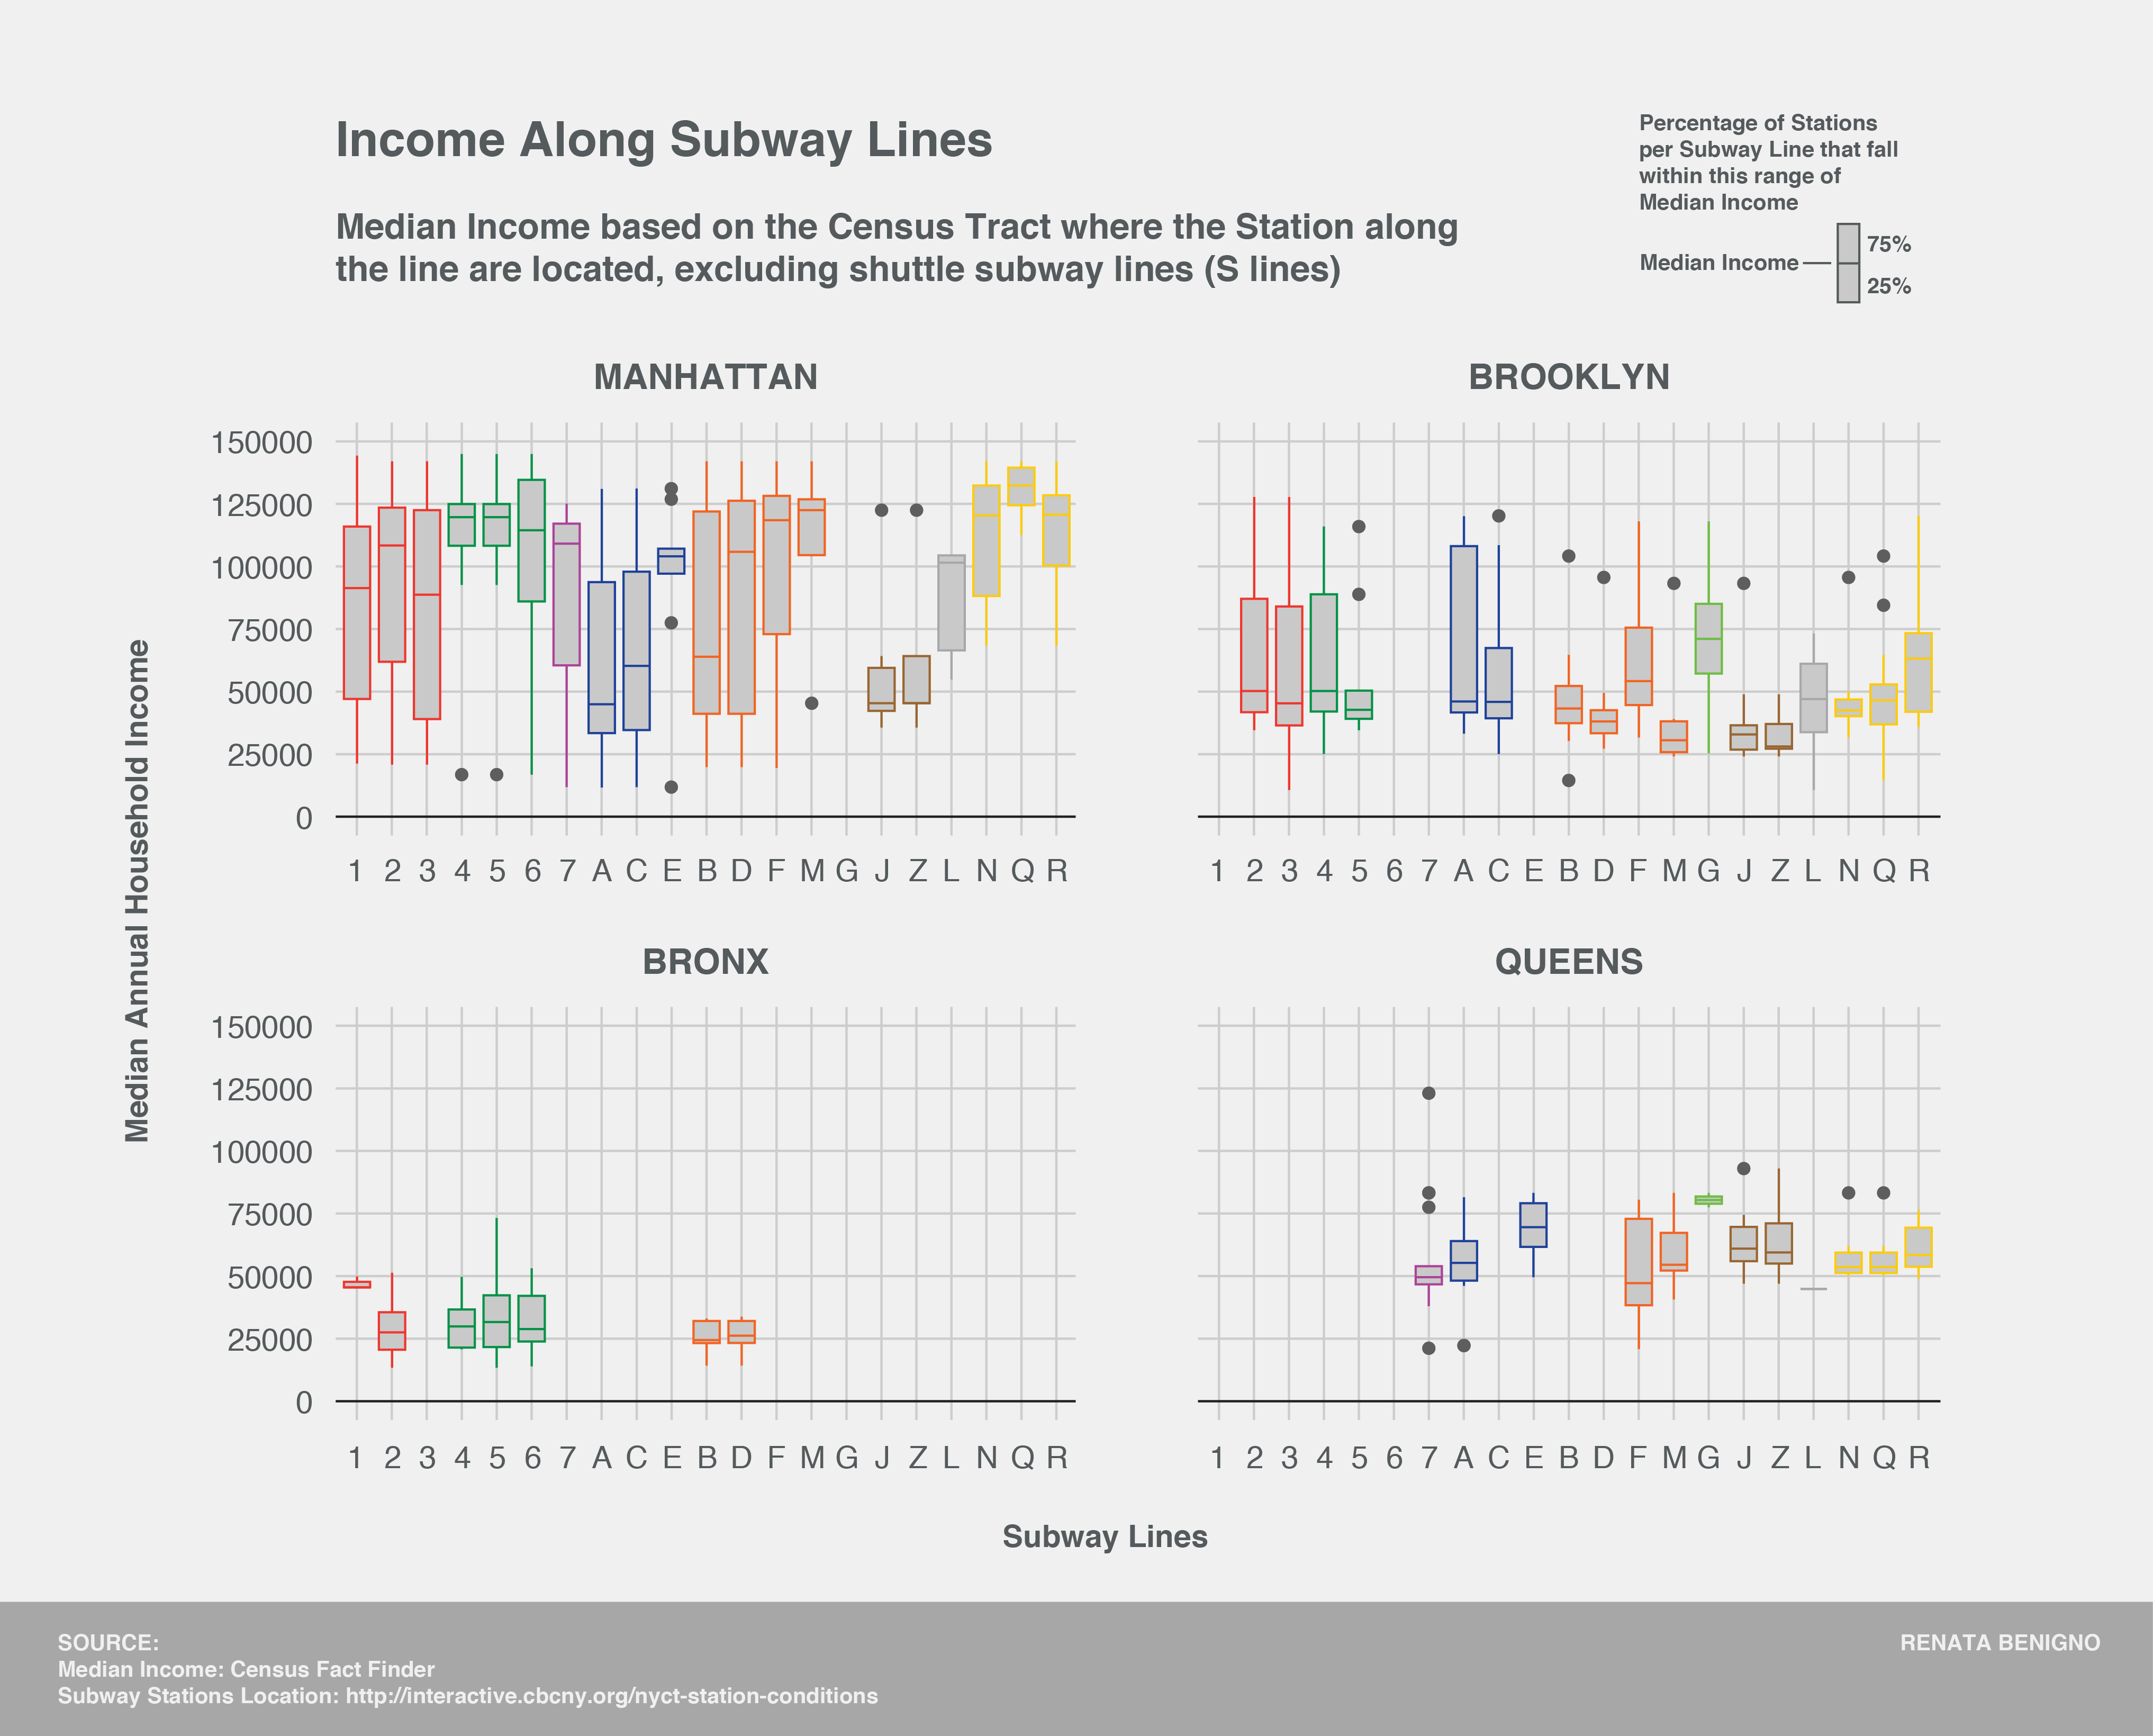 Income Along Subway Lines
Median Income based on the Census Tract where the Station along
the line are located, excluding shuttle subway lines (S lines)
Percentage of Stations
per Subway Line that fall
within this range of
Median Income
75%
Median Income
25%
MANHATTAN
BROOKLYN
Median Annual Household Income
150000
125000
100000
75000
50000
25000
0
1 2 3 4 5 6 7 A C E B D F M G J Z L N Q R
1 2 3 4 5 6 7 A C E B D F M G J Z L N Q R
BRONX
QUEENS
150000
125000
100000
75000
50000
25000
0
1 2 3 4 5 6 7 A C E B D F M G J Z L N Q R
1 2 3 4 5 6 7 A C E B D F M G J Z L N Q R
Subway Lines
SOURCE:
Median Income: Census Fact Finder
Subway Stations Location: http://interactive.cbcny.org/nyct-station-conditions
RENATA BENIGNO